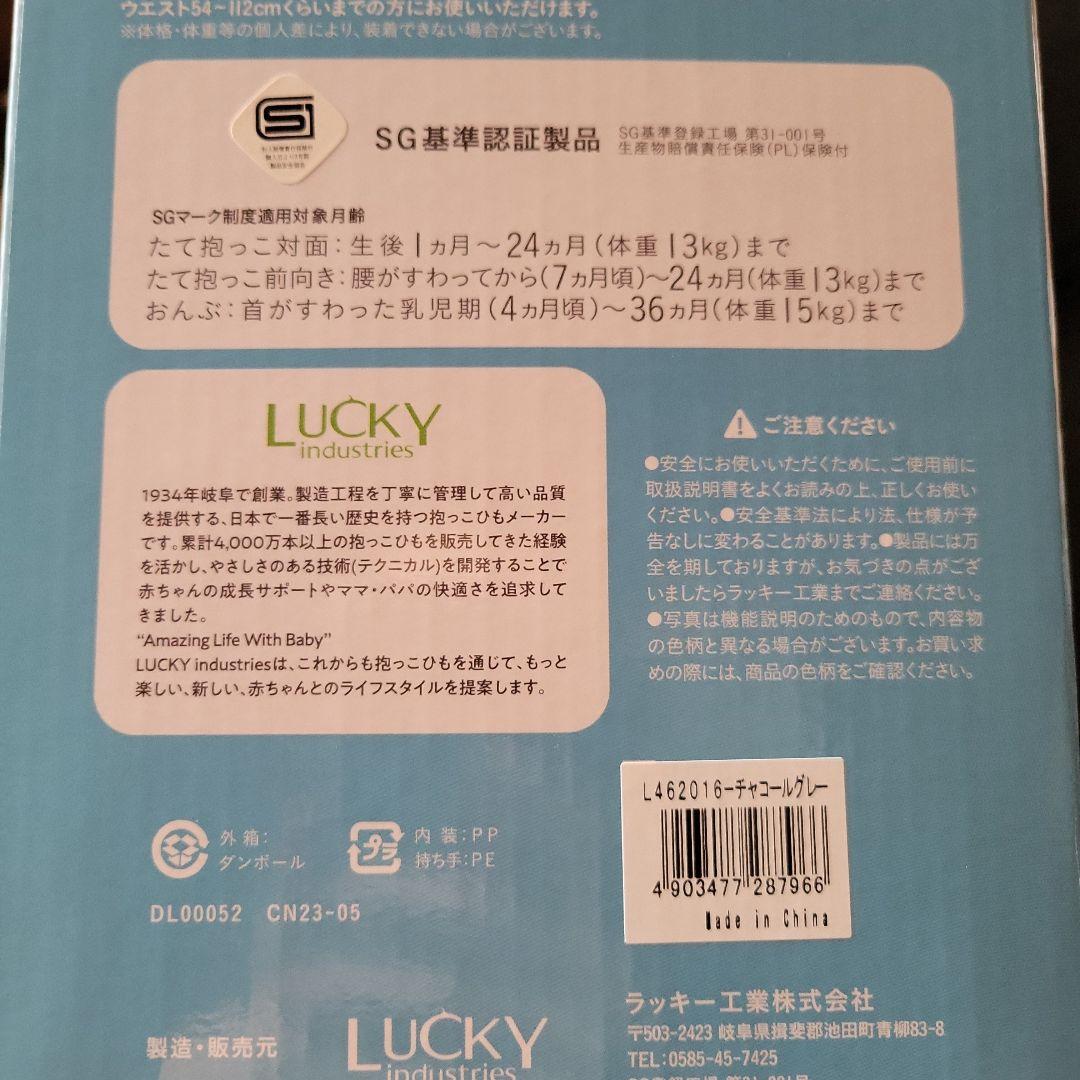 ウエスト54~112cmくらいまでの方にお使いいただけます。
※体格・体重等の個人差により、装着できない場合がございます。
SG基準認証製品
SG基準登録工場 第31-001号
生産物賠償責任保険(PL)保険付
SGマーク制度適用対象月齢
たて抱っこ対面:生後1ヵ月~24ヵ月(体重13kg)まで
たて抱っこ前向き:腰がすわってから(7ヵ月頃)~24ヵ月(体重13kg)まで
おんぶ:首がすわった乳児期(4ヵ月頃)~36ヵ月(体重15kg)まで
LUCKY
industries
1934年岐阜で創業。製造工程を丁寧に管理して高い品質
を提供する、日本で一番長い歴史を持つ抱っこひもメーカー
です。累計4,000万本以上の抱っこひもを販売してきた経験
を活かし、やさしさのある技術(テクニカル)を開発することで
赤ちゃんの成長サポートやママ・パパの快適さを追求して
きました。
“Amazing Life With Baby”
LUCKY industriesは、これからも抱っこひもを通じて、もっと
楽しい、新しい、赤ちゃんとのライフスタイルを提案します。
ご注意ください
●安全にお使いいただくために、ご使用前に
取扱説明書をよくお読みの上、正しくお使い
ください。●安全基準法により法、仕様が予
告なしに変わることがあります。●製品には万
全を期しておりますが、お気づきの点がござ
いましたらラッキー工業までご連絡ください。
●写真は機能説明のためのもので、内容物
の色柄と異なる場合がございます。お買い求
めの際には、商品の色柄をご確認ください。
L462016-チャコールグレー
4 903477 287966
Made in China
外箱:
ダンボール
プラ
内装:PP
持ち手:PE
DL00052 CN23-05
製造・販売元
LUCKY
industries
ラッキー工業株式会社
〒503-2423 岐阜県揖斐郡池田町青柳83-8
TEL:0585-45-7425